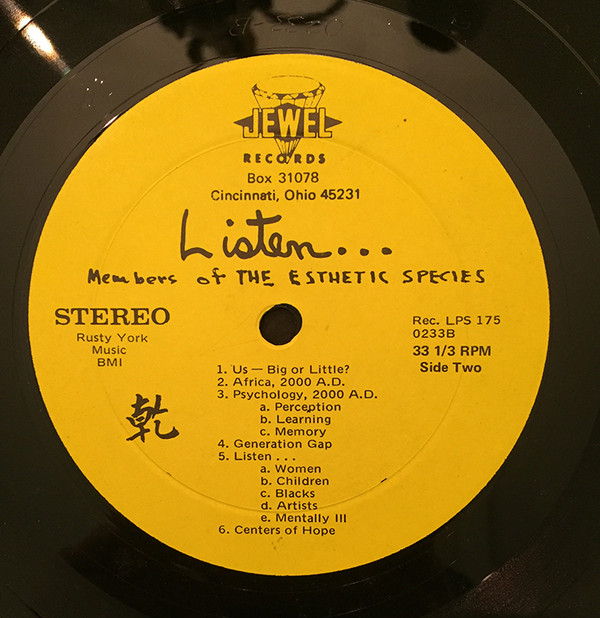 JEWEL
RECORDS
Box 31078
Cincinnati, Ohio 45231
Listen...
Members of THE ESTHETIC SPECIES
STEREO
Rusty York
Music
BMI
Rec. LPS 175
0233B
33 1/3 RPM
Side Two
乾
1. Us — Big or Little?
2. Africa, 2000 A.D.
3. Psychology, 2000 A.D.
a. Perception
b. Learning
c. Memory
4. Generation Gap
5. Listen . . .
a. Women
b. Children
c. Blacks
d. Artists
e. Mentally Ill
6. Centers of Hope